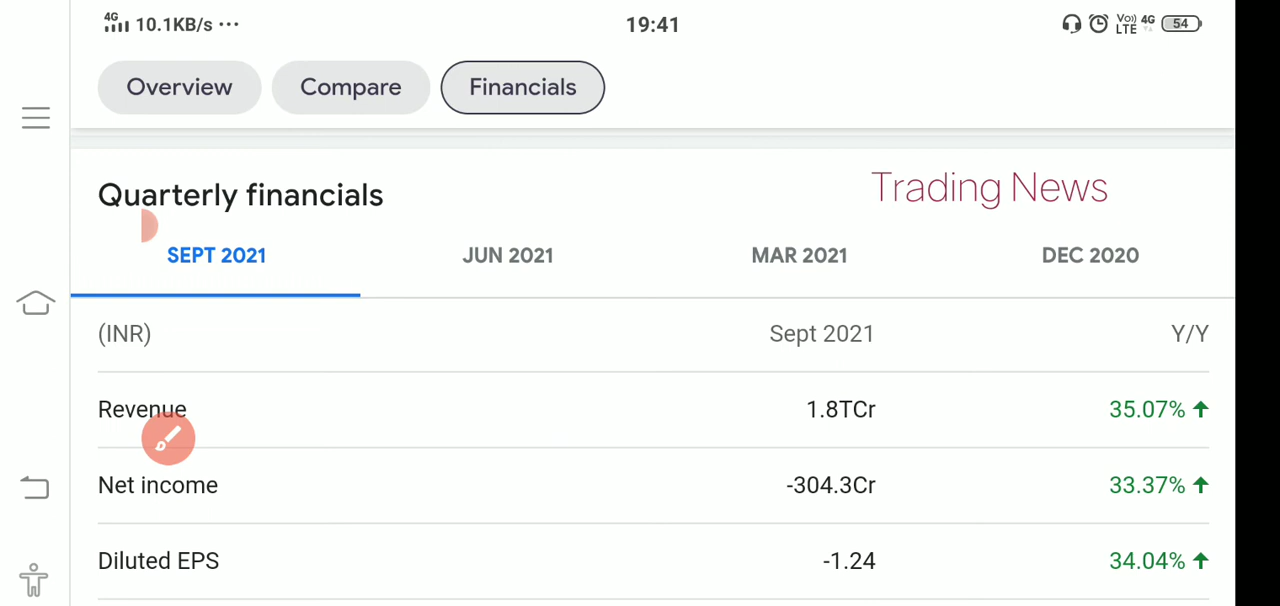 4G 10.1KB/s ... 19:41 Vo)) LTE 4G 54
Overview Compare Financials
Quarterly financials Trading News
SEPT 2021 JUN 2021 MAR 2021 DEC 2020
(INR) Sept 2021 Y/Y
Revenue 1.8TCr 35.07%
Net income -304.3Cr 33.37%
Diluted EPS -1.24 34.04%